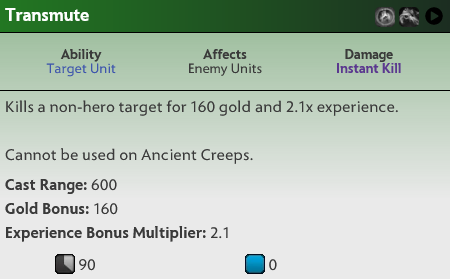 Transmute
Ability Affects Damage
Target Unit Enemy Units Instant Kill
Kills a non-hero target for 160 gold and 2.1x experience.
Cannot be used on Ancient Creeps.
Cast Range: 600
Gold Bonus: 160
Experience Bonus Multiplier: 2.1
90 0